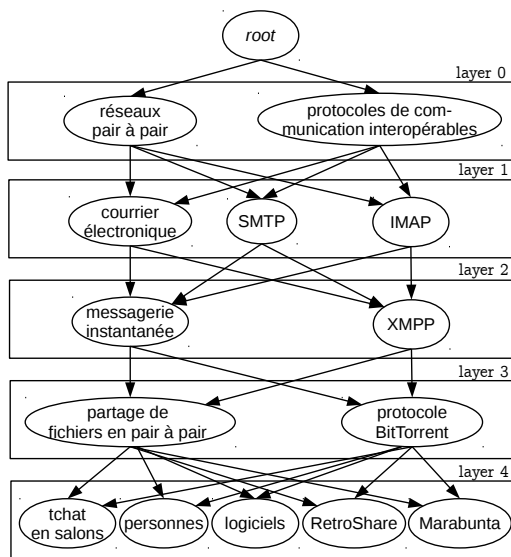 root
layer 0
réseaux
pair à pair
protocoles de com-
munication interopérables
layer 1
courrier
électronique
SMTP
IMAP
layer 2
messagerie
instantanée
XMPP
layer 3
partage de
fichiers en pair à pair
protocole
BitTorrent
layer 4
tchat
en salons
personnes
logiciels
RetroShare
Marabunta